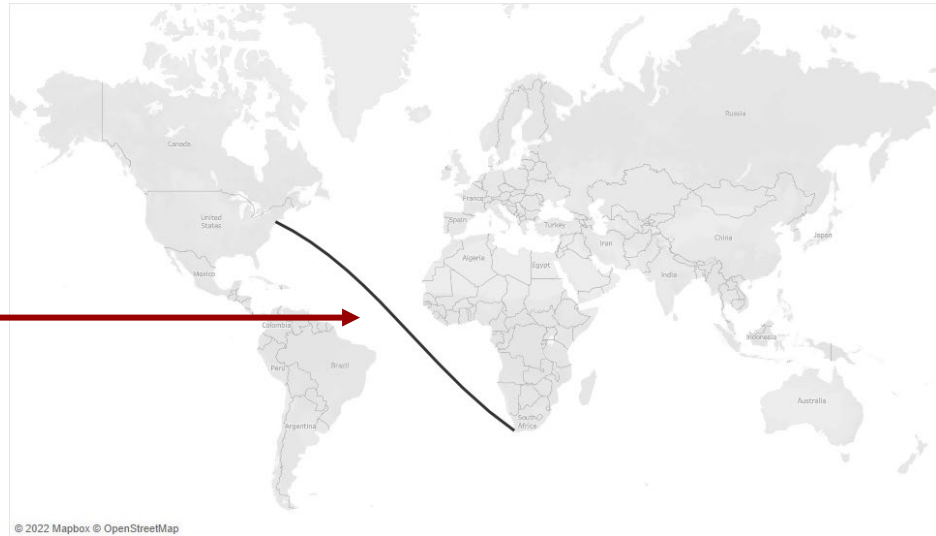 Russia
Canada
United
States
France
Spain
Turkey
China
Japan
Iran
Algeria
Egypt
India
Mexico
Colombia
Indonesia
Peru
Brazil
Australia
South
Africa
Argentina
© 2022 Mapbox © OpenStreetMap